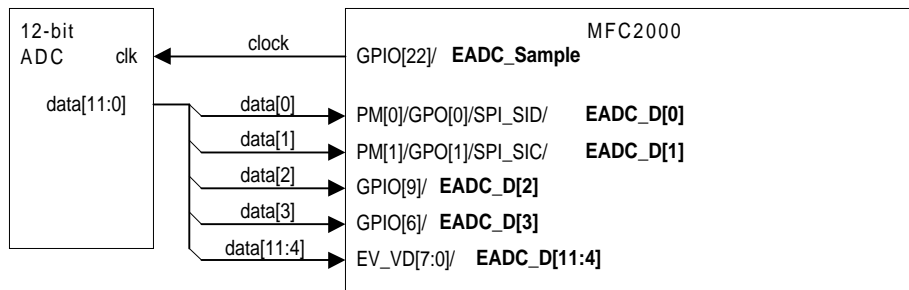 12-bit
ADC clk
data[11:0]
clock
data[0]
data[1]
data[2]
data[3]
data[11:4]
MFC2000
GPIO[22]/ EADC_Sample
PM[0]/GPO[0]/SPI_SID/ EADC_D[0]
PM[1]/GPO[1]/SPI_SIC/ EADC_D[1]
GPIO[9]/ EADC_D[2]
GPIO[6]/ EADC_D[3]
EV_VD[7:0]/ EADC_D[11:4]